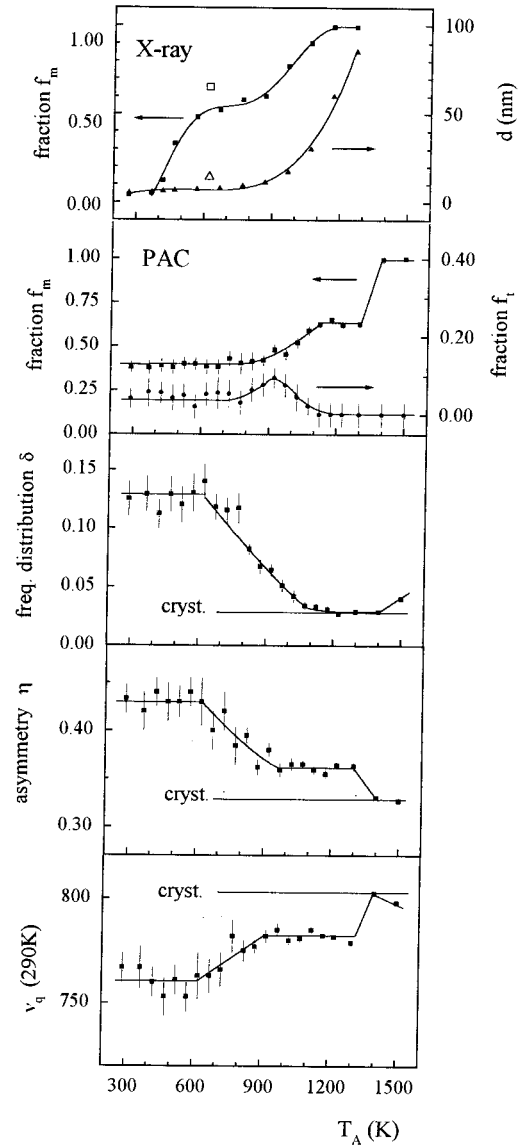 X-ray
fraction f_m
1.00
0.50
0.00
100
50
0
d (nm)
PAC
fraction f_m
1.00
0.75
0.50
0.25
0.00
0.40
0.20
0.00
fraction f_t
freq. distribution δ
0.15
0.10
0.05
0.00
cryst.
asymmetry η
0.40
0.30
cryst.
ν_q (290K)
800
750
cryst.
300 600 900 1200 1500
T_A (K)